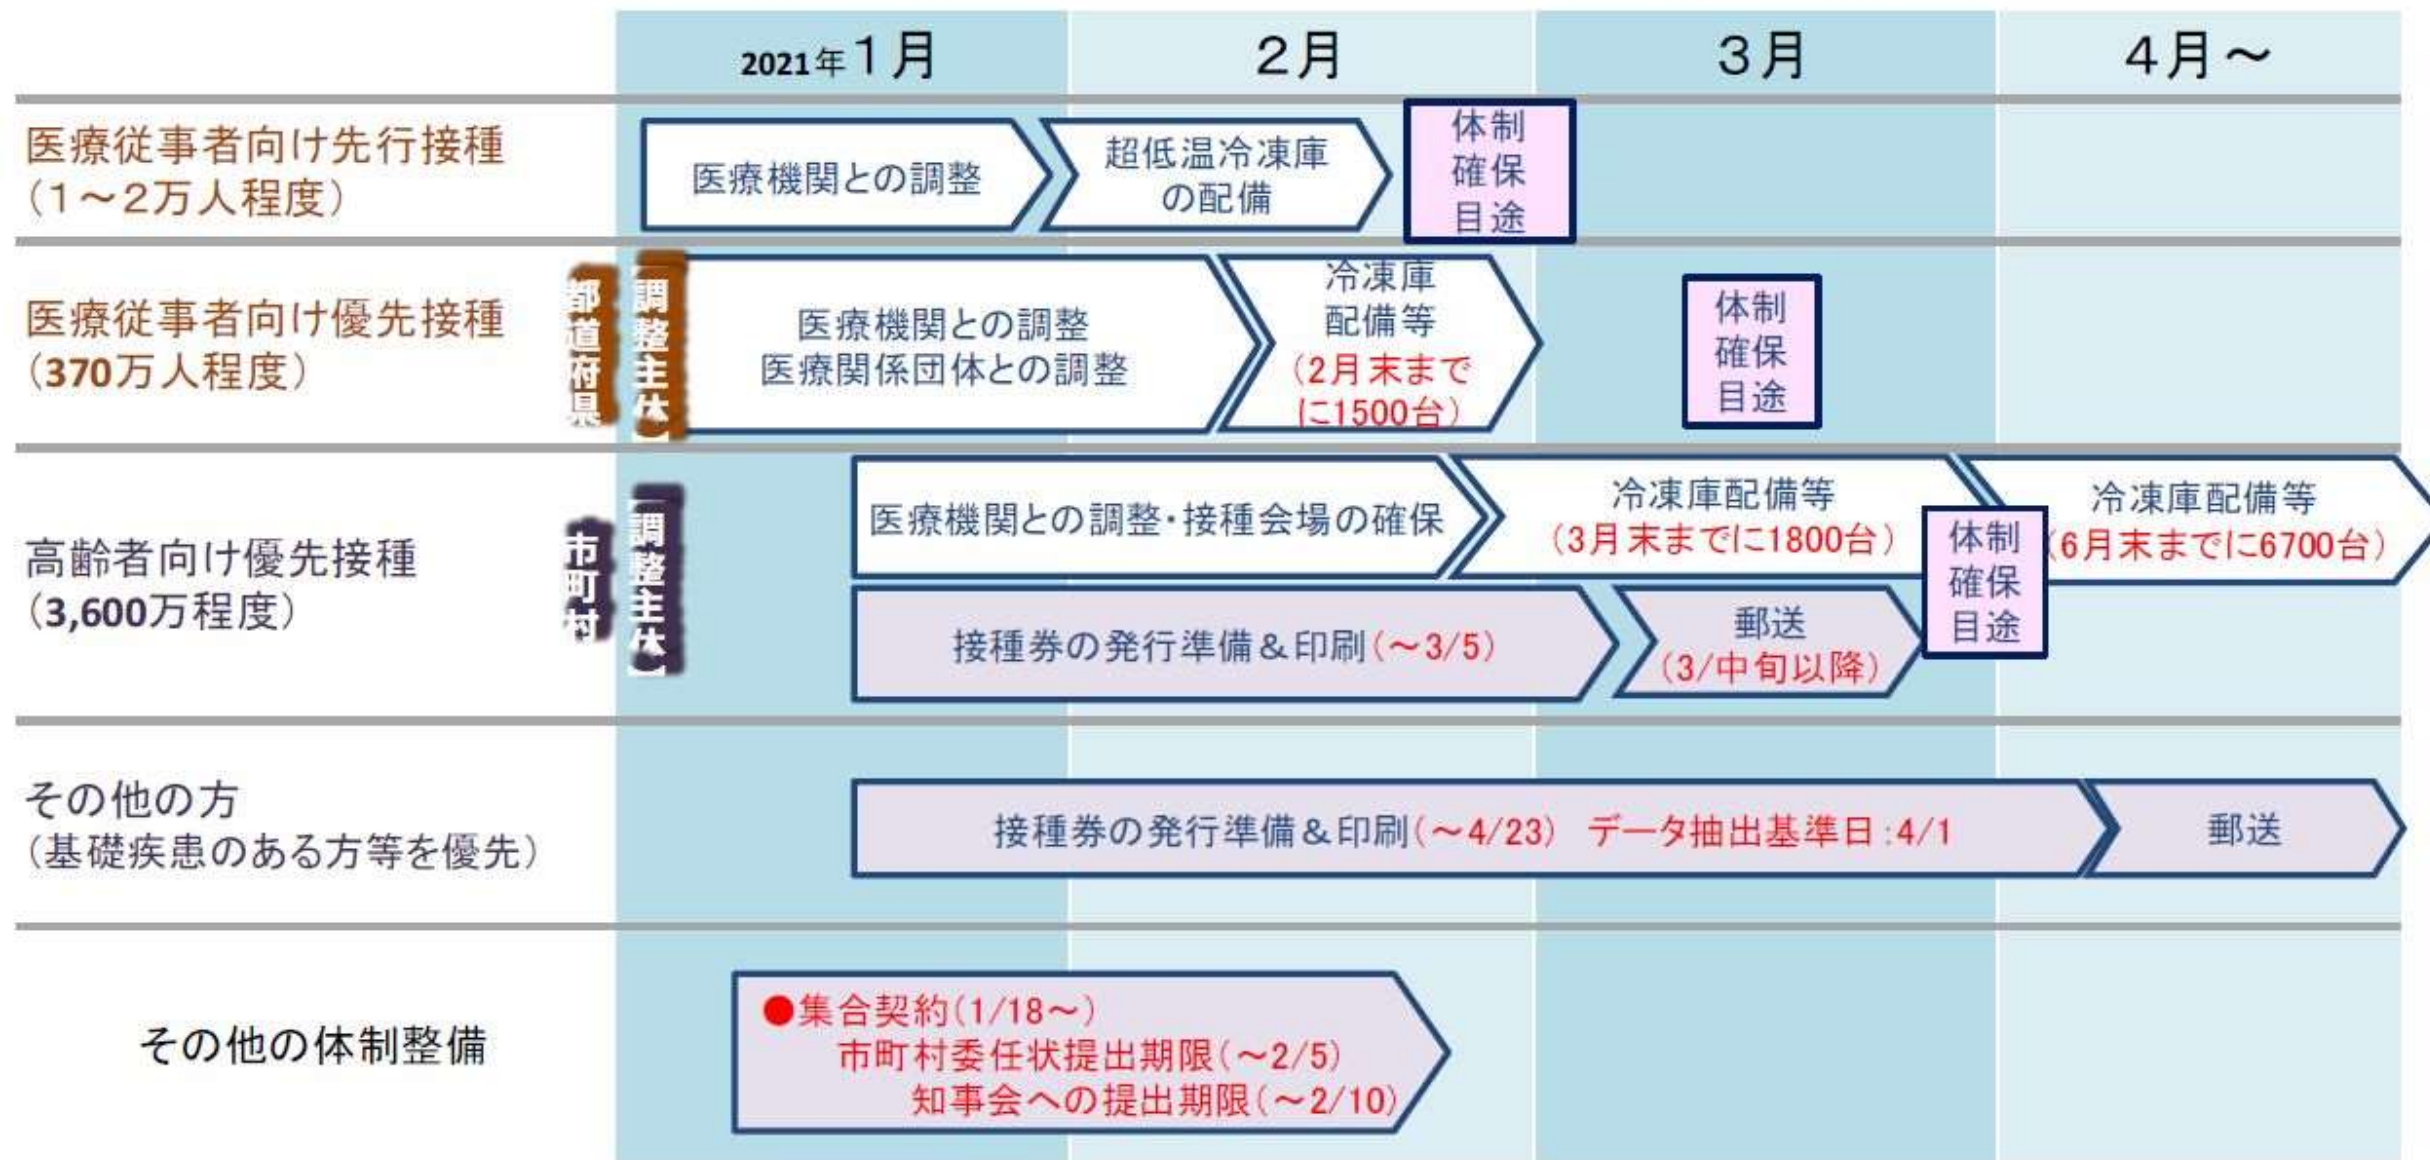 2021年1月
2月
3月
4月～
医療従事者向け先行接種
（1～2万人程度）
医療機関との調整
超低温冷凍庫
の配備
体制
確保
目途
医療従事者向け優先接種
（370万人程度）
【調整主体】
都道府県
医療機関との調整
医療関係団体との調整
冷凍庫
配備等
（2月末まで
に1500台）
体制
確保
目途
高齢者向け優先接種
（3,600万程度）
【調整主体】
市町村
医療機関との調整・接種会場の確保
冷凍庫配備等
（3月末までに1800台）
冷凍庫配備等
（6月末までに6700台）
体制
確保
目途
接種券の発行準備＆印刷（～3/5）
郵送
（3/中旬以降）
その他の方
（基礎疾患のある方等を優先）
接種券の発行準備＆印刷（～4/23）　データ抽出基準日：4/1
郵送
その他の体制整備
●集合契約（1/18～）
市町村委任状提出期限（～2/5）
知事会への提出期限（～2/10）